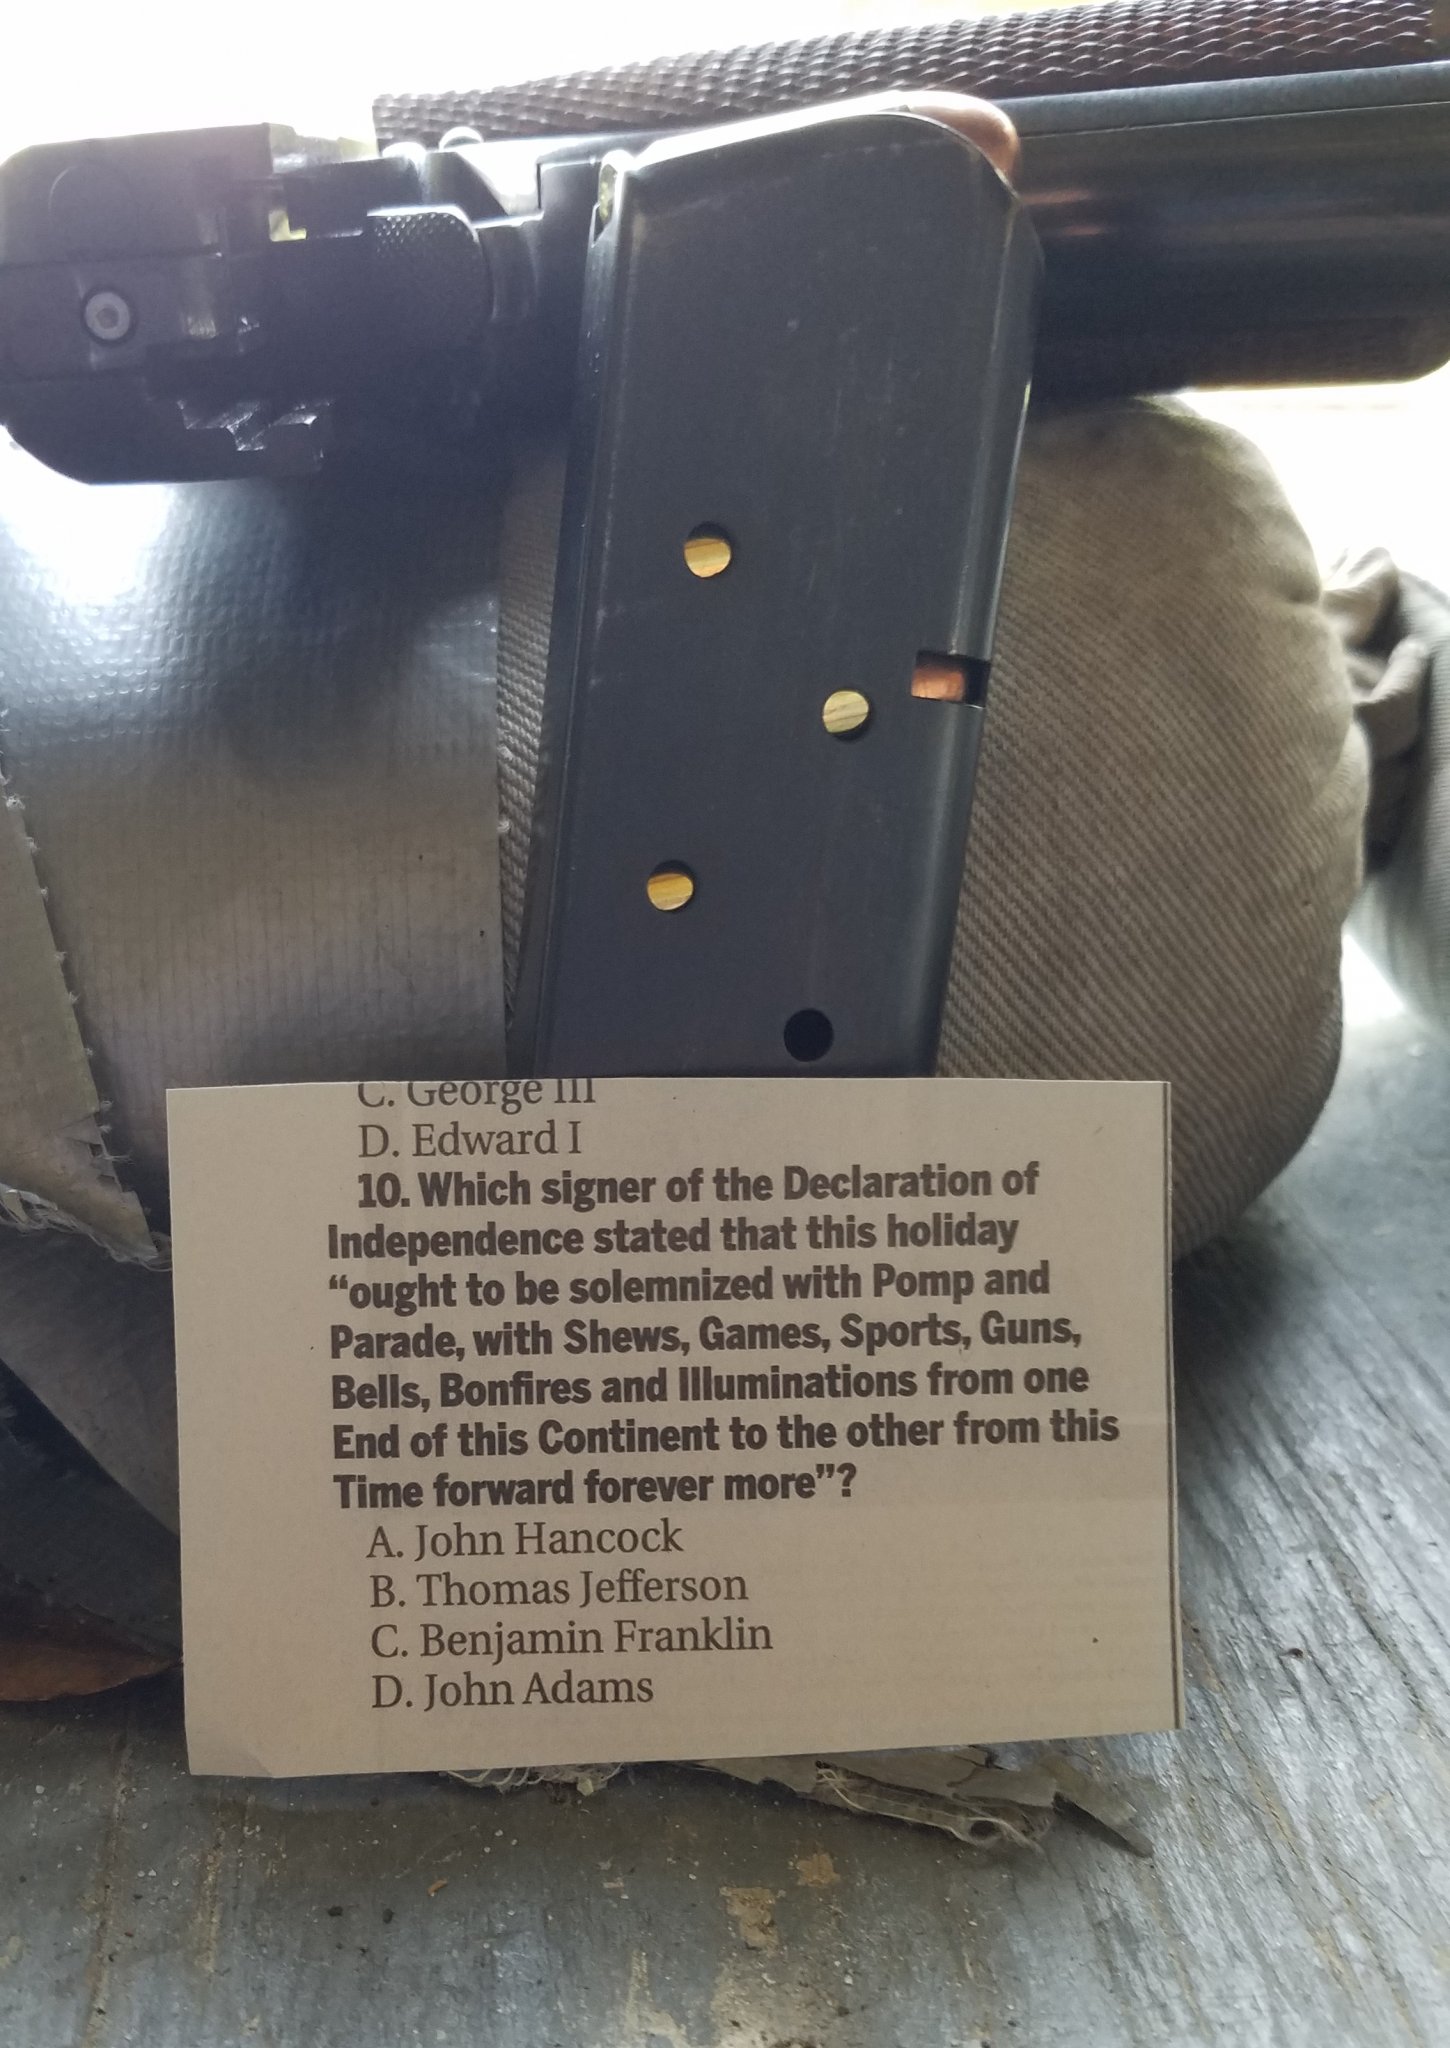 C. George III
D. Edward I
10. Which signer of the Declaration of
Independence stated that this holiday
“ought to be solemnized with Pomp and
Parade, with Shews, Games, Sports, Guns,
Bells, Bonfires and Illuminations from one
End of this Continent to the other from this
Time forward forever more”?
A. John Hancock
B. Thomas Jefferson
C. Benjamin Franklin
D. John Adams